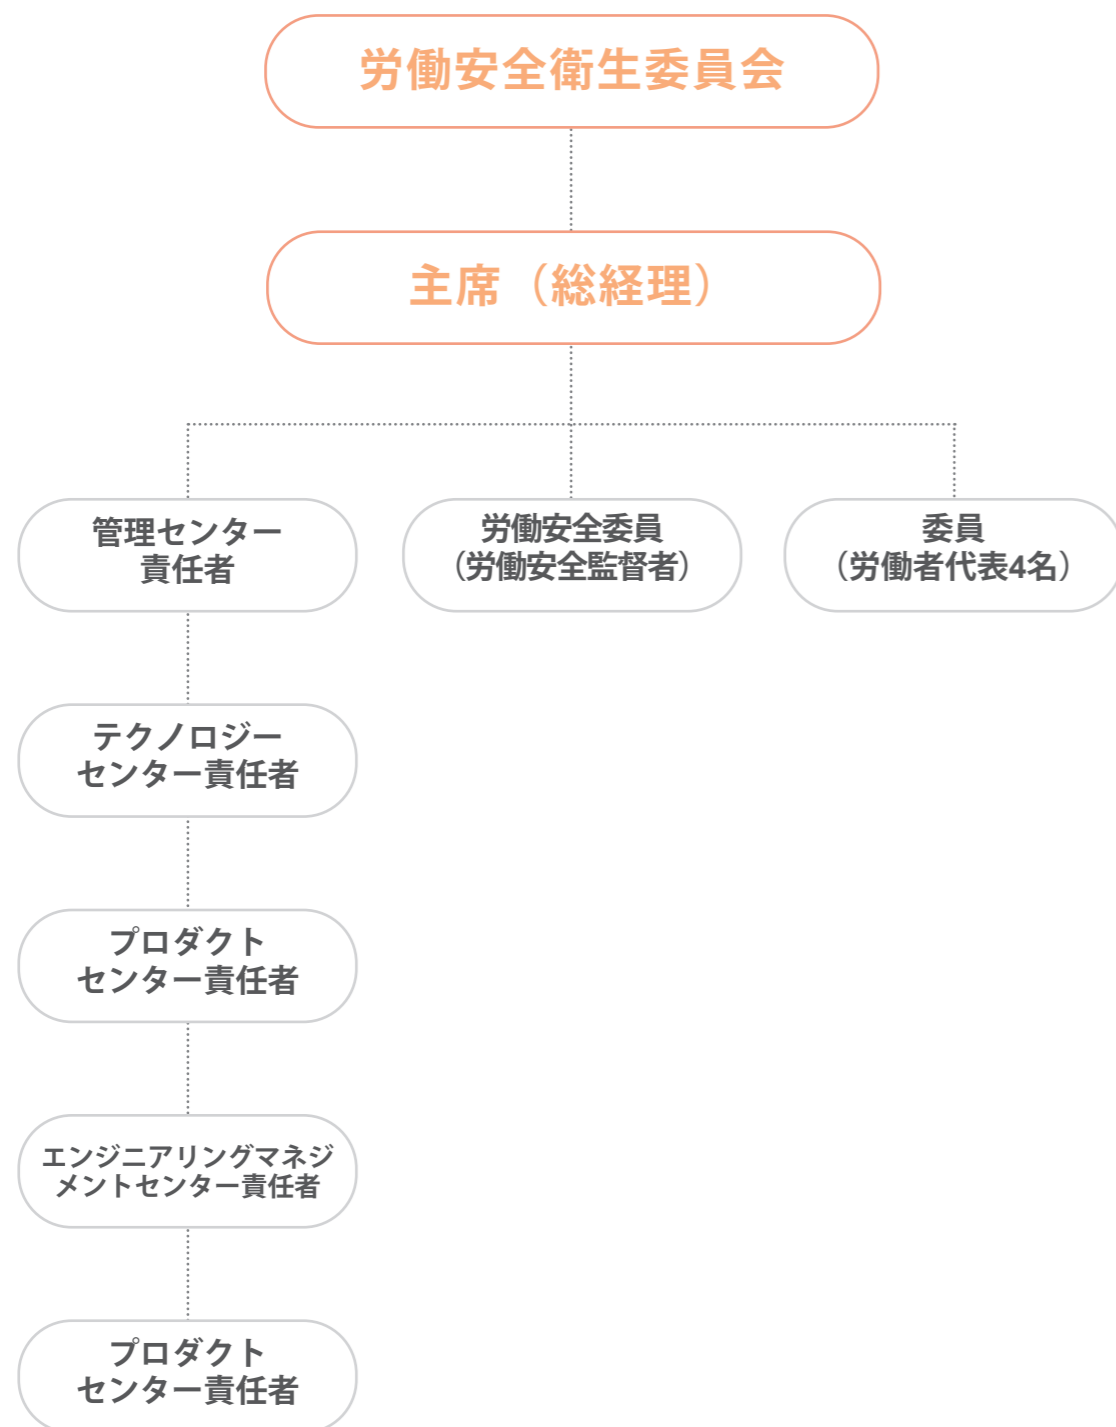 労働安全衛生委員会
主席（総経理）
管理センター
責任者
労働安全委員
（労働安全監督者）
委員
（労働者代表4名）
テクノロジー
センター責任者
プロダクト
センター責任者
エンジニアリングマネジ
メントセンター責任者
プロダクト
センター責任者